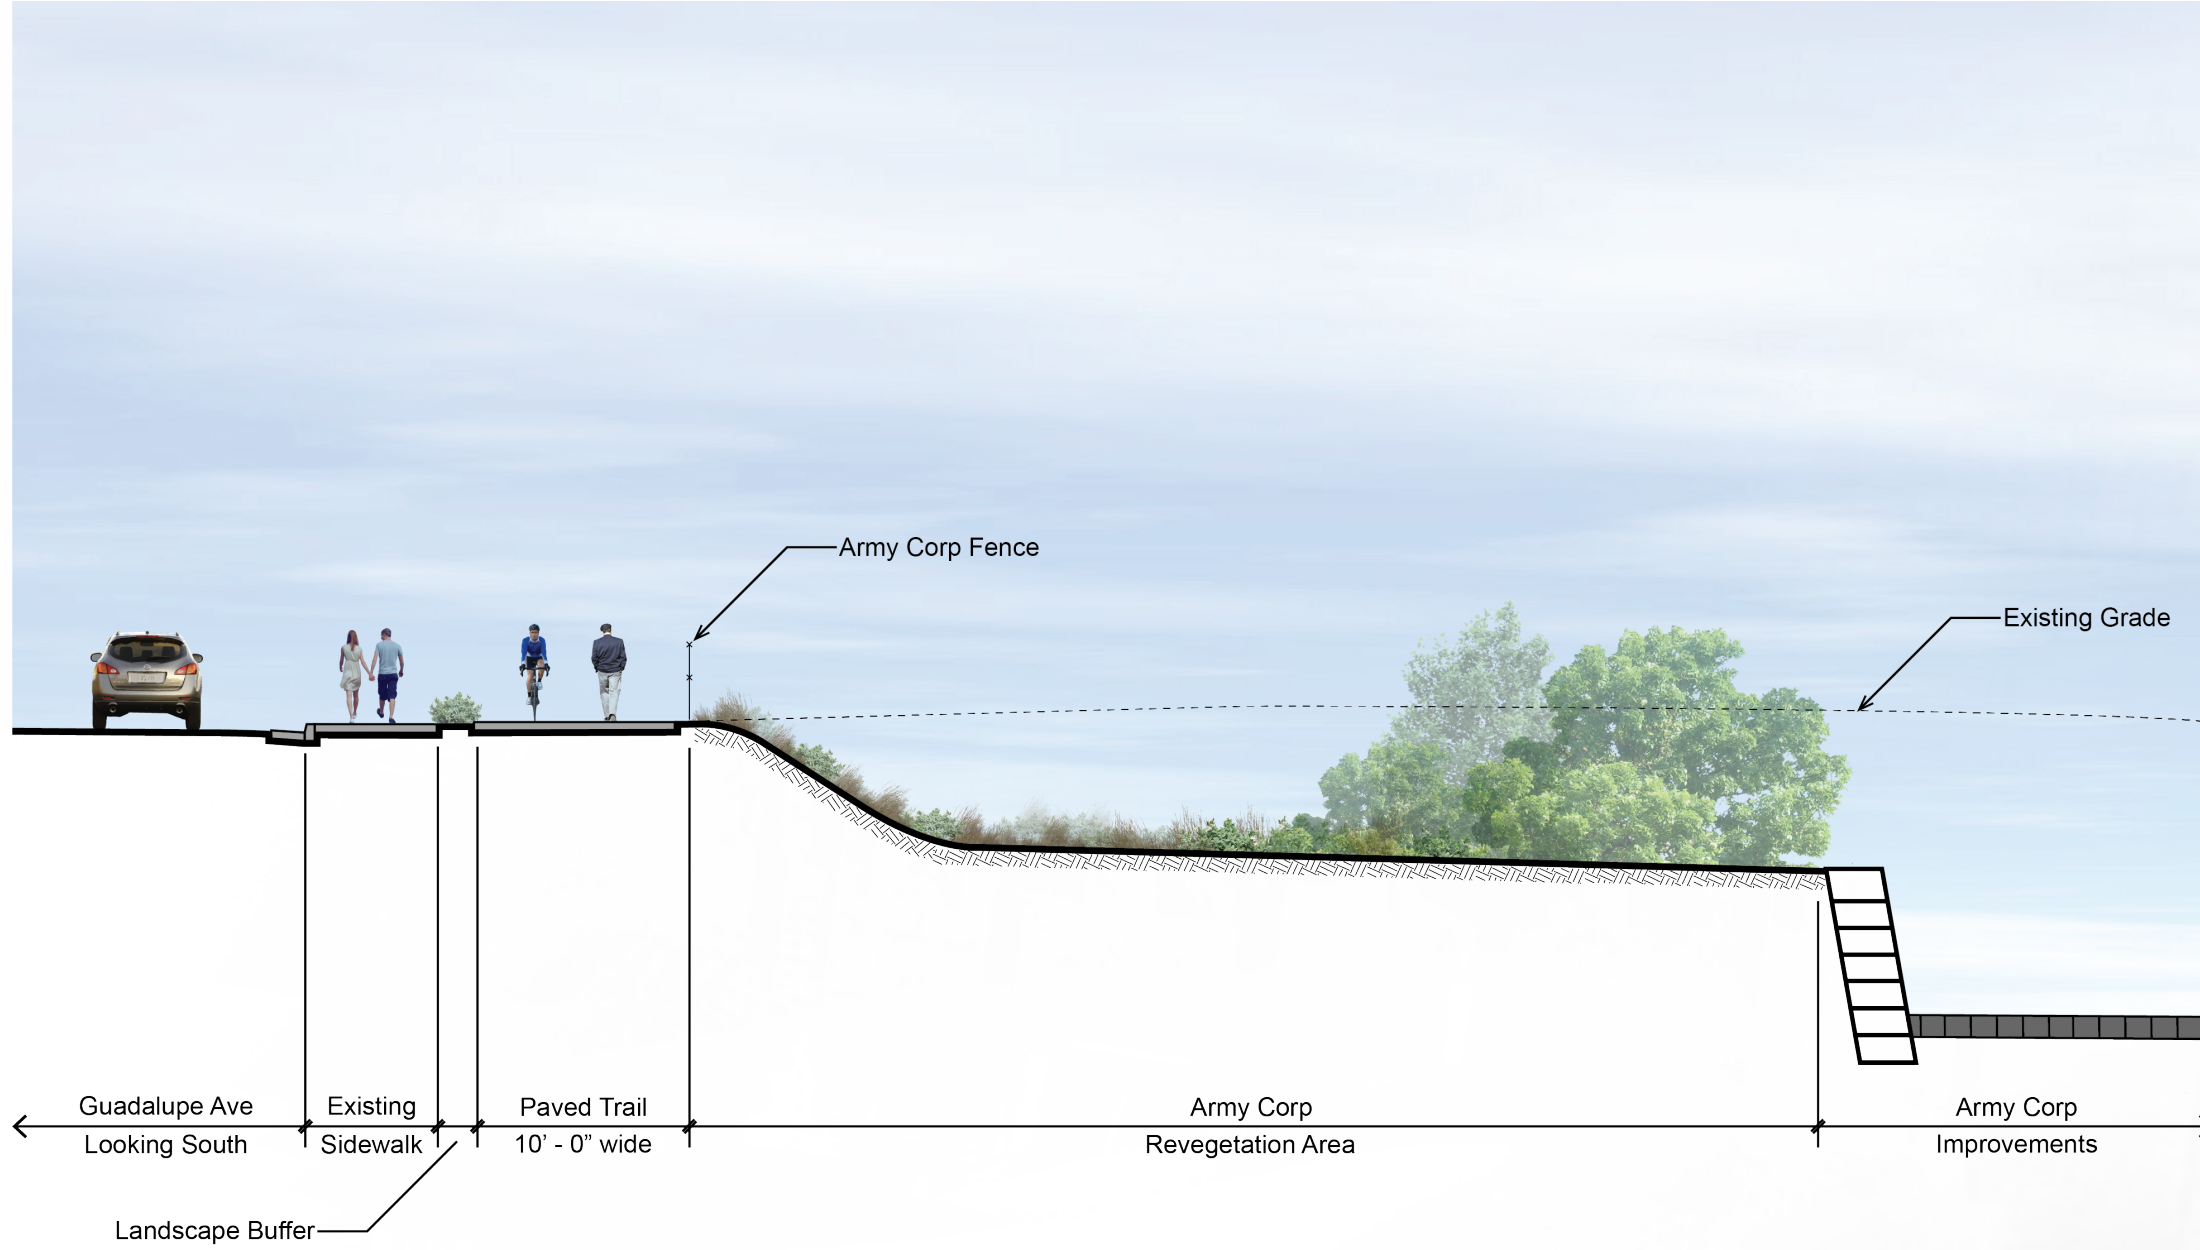 Army Corp Fence
Existing Grade
Guadalupe Ave
Looking South
Existing
Sidewalk
Paved Trail
10’ - 0” wide
Army Corp
Revegetation Area
Army Corp
Improvements
Landscape Buffer